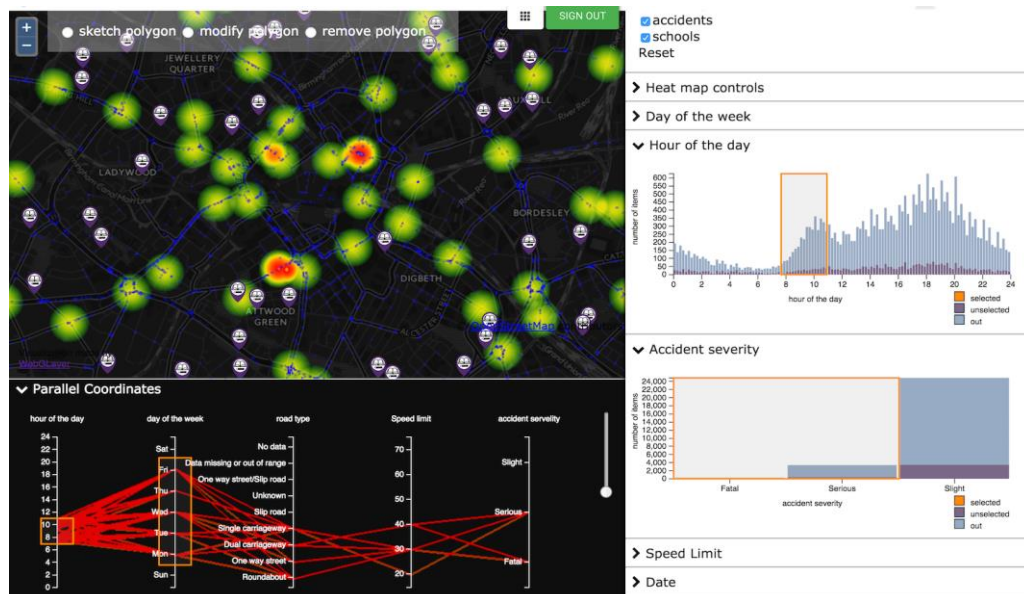 +
−
sketch polygon modify polygon remove polygon
SIGN OUT
JEWELLERY
QUARTER
LADYWOOD
BORDESLEY
DIGBETH
ATTWOOD
GREEN
OpenStreetMap
WebGLayer
Parallel Coordinates
hour of the day
day of the week
road type
Speed limit
accident servelity
24
22
20
18
16
14
12
10
8
6
4
2
0
Sat
Fri
Thu
Wed
Tue
Mon
Sun
No data
Data missing or out of range
One way street/Slip road
Unknown
Slip road
Single carriageway
Dual carriageway
One way street
Roundabout
70
60
50
40
30
20
Slight
Serious
Fatal
accidents
schools
Reset
Heat map controls
Day of the week
Hour of the day
number of items
600
550
500
450
400
350
300
250
200
150
100
50
0
0 2 4 6 8 10 12 14 16 18 20 22 24
hour of the day
selected
unselected
out
Accident severity
number of items
24,000
22,000
20,000
18,000
16,000
14,000
12,000
10,000
8,000
6,000
4,000
2,000
0
Fatal Serious Slight
accident severity
selected
unselected
out
Speed Limit
Date